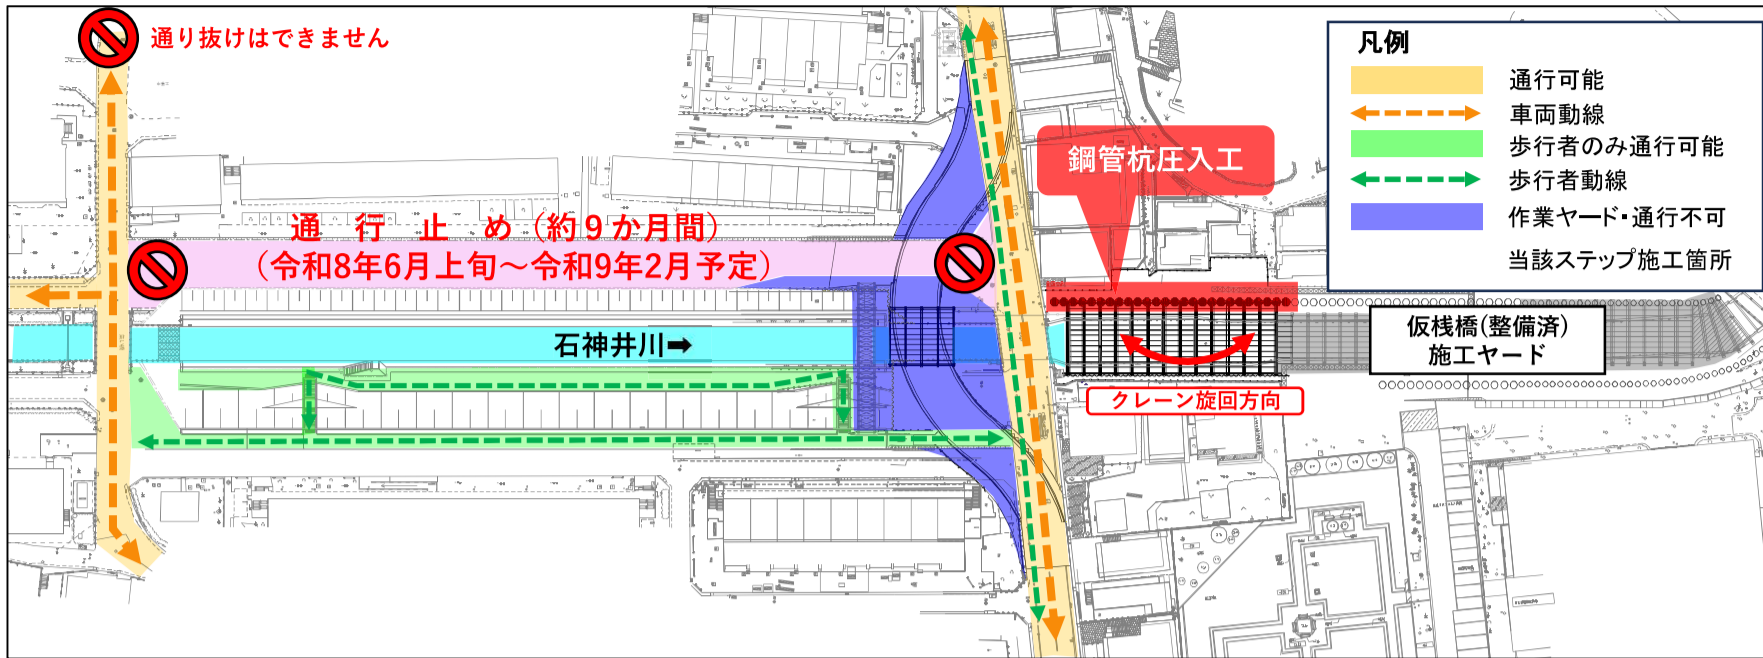 通り抜けはできません
凡例
通行可能
車両動線
歩行者のみ通行可能
歩行者動線
作業ヤード・通行不可
当該ステップ施工箇所
鋼管杭圧入工
通 行 止 め (約9か月間)
(令和8年6月上旬~令和9年2月予定)
石神井川➡
仮桟橋(整備済)
施工ヤード
クレーン旋回方向